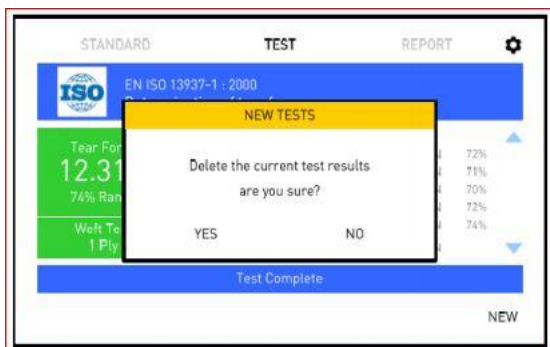 STANDARD TEST REPORT
ISO
EN ISO 13937-1 : 2000
NEW TESTS
Delete the current test results
are you sure?
YES NO
Tear For
12.31
74% Ran
Weft Te
1 Ply
72%
71%
70%
72%
74%
Test Complete
NEW